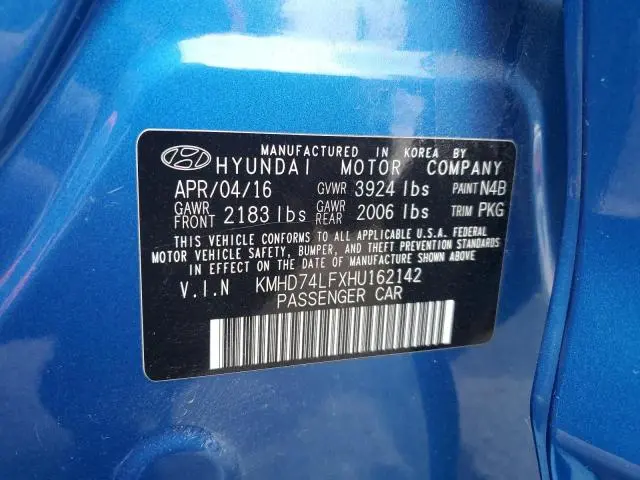 MANUFACTURED IN KOREA BY
HYUNDAI MOTOR COMPANY
APR/04/16 GVWR 3924 lbs PAINT N4B
GAWR FRONT 2183 lbs GAWR REAR 2006 lbs TRIM PKG
THIS VEHICLE CONFORMS TO ALL APPLICABLE U.S.A. FEDERAL
MOTOR VEHICLE SAFETY, BUMPER, AND THEFT PREVENTION STANDARDS
IN EFFECT ON THE DATE OF MANUFACTURE SHOWN ABOVE.
V.I.N KMHD74LFXHU162142
PASSENGER CAR